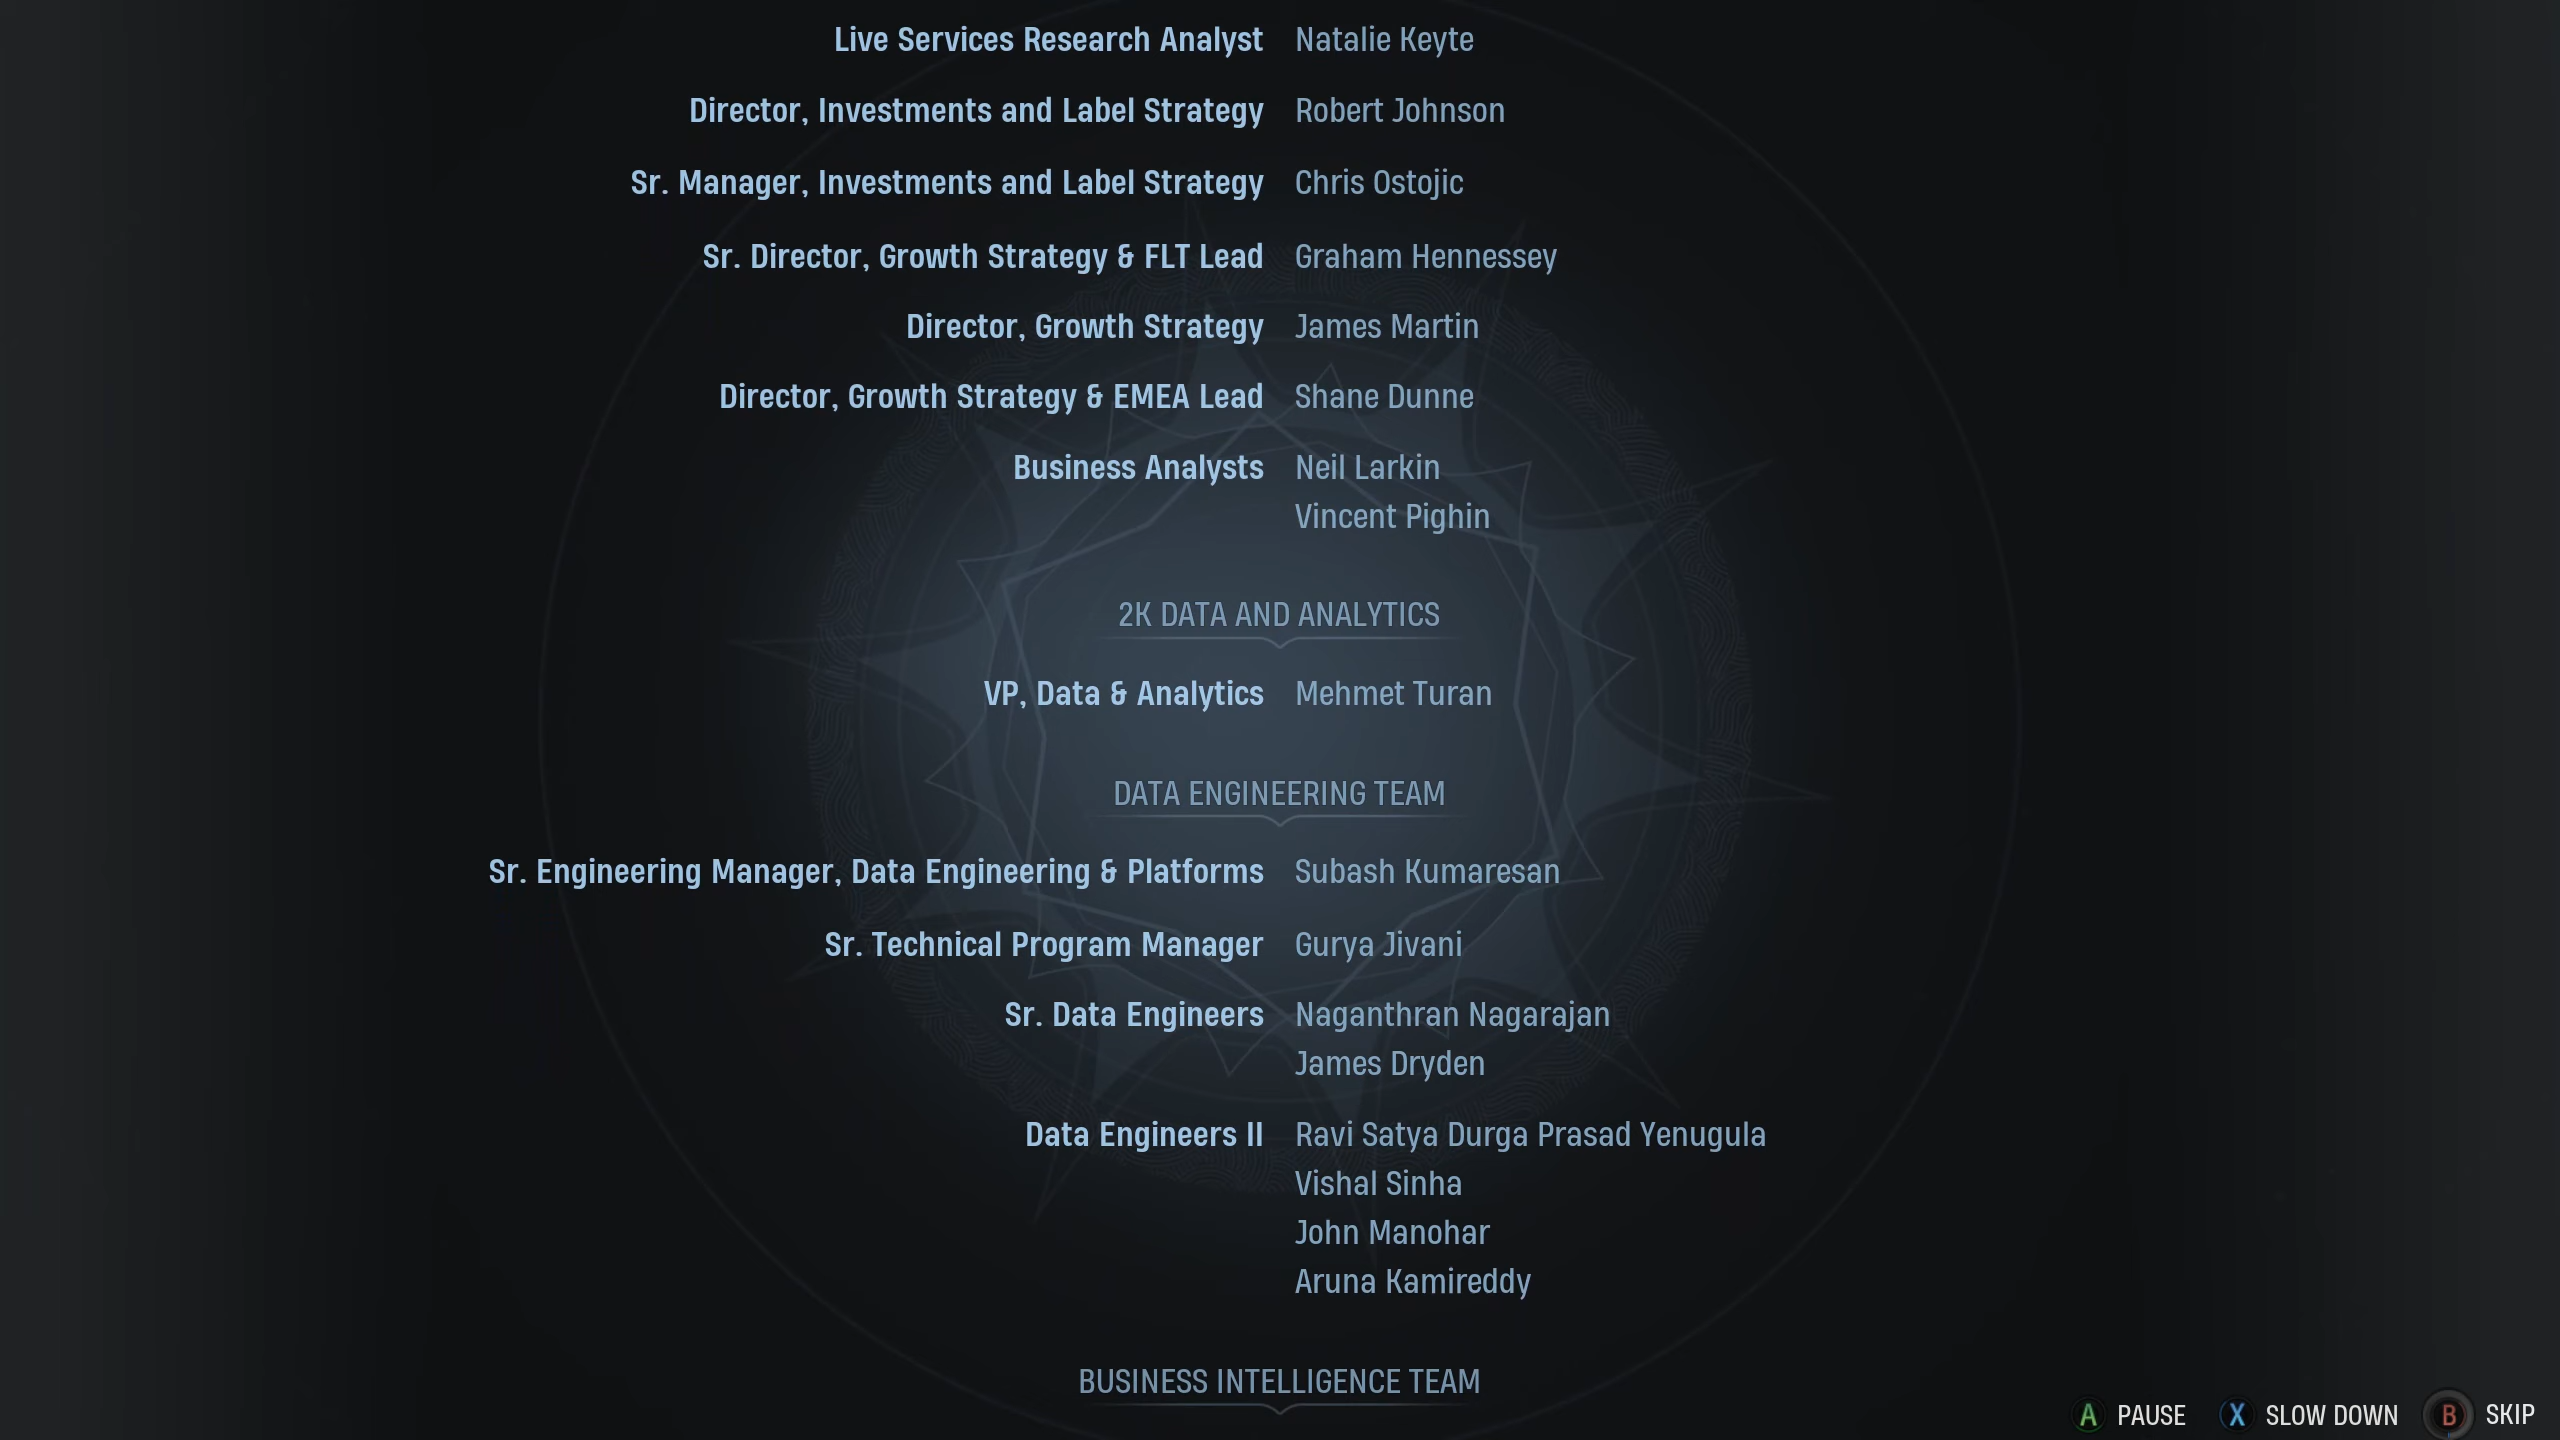 Live Services Research Analyst Natalie Keyte
Director, Investments and Label Strategy Robert Johnson
Sr. Manager, Investments and Label Strategy Chris Ostojic
Sr. Director, Growth Strategy & FLT Lead Graham Hennessey
Director, Growth Strategy James Martin
Director, Growth Strategy & EMEA Lead Shane Dunne
Business Analysts Neil Larkin
Vincent Pighin
2K DATA AND ANALYTICS
VP, Data & Analytics Mehmet Turan
DATA ENGINEERING TEAM
Sr. Engineering Manager, Data Engineering & Platforms Subash Kumaresan
Sr. Technical Program Manager Gurya Jivani
Sr. Data Engineers Naganthran Nagarajan
James Dryden
Data Engineers II Ravi Satya Durga Prasad Yenugula
Vishal Sinha
John Manohar
Aruna Kamireddy
BUSINESS INTELLIGENCE TEAM
A PAUSE X SLOW DOWN B SKIP